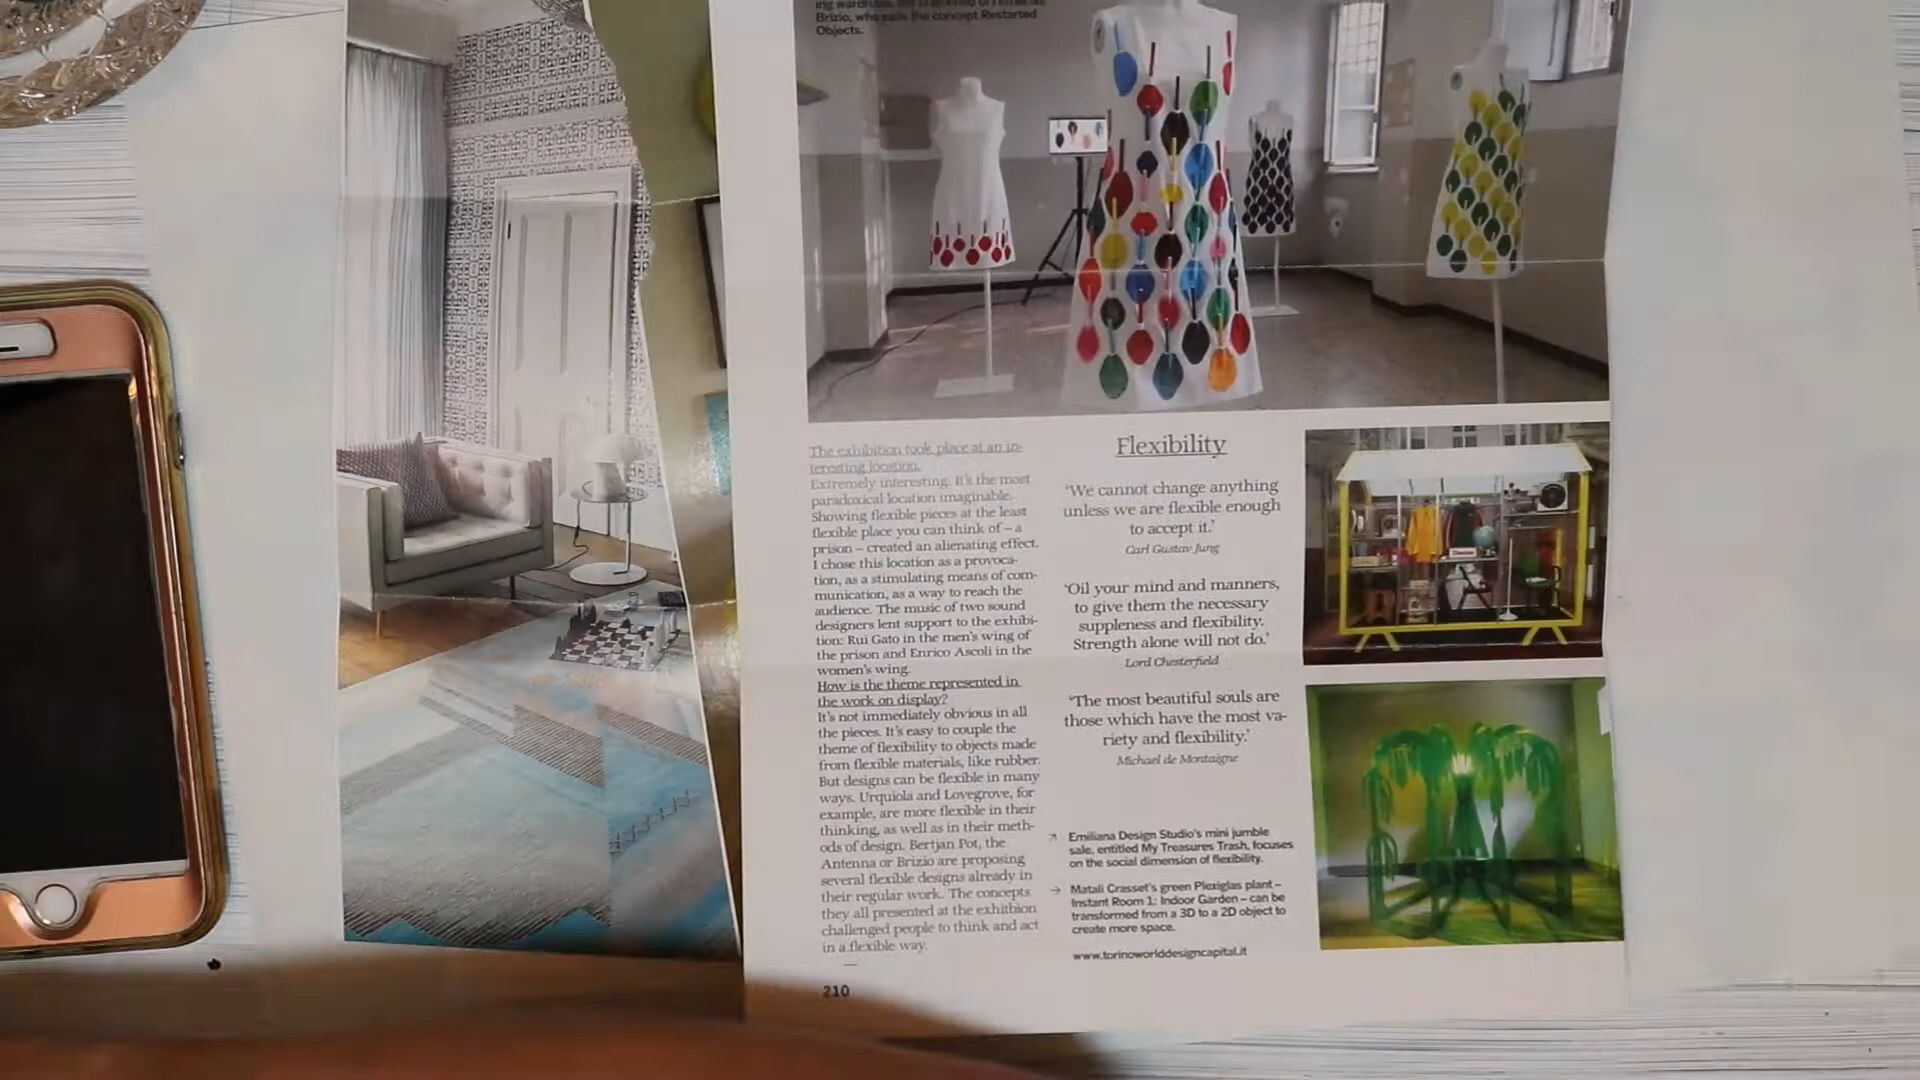 Brizio, who calls the concept Restarted
Objects.
The exhibition took place at an in-
teresting location.
Extremely interesting. It's the most
paradoxical location imaginable.
Showing flexible pieces at the least
flexible place you can think of – a
prison – created an alienating effect.
I chose this location as a provoca-
tion, as a stimulating means of com-
munication, as a way to reach the
audience. The music of two sound
designers lent support to the exhibi-
tion: Rui Gato in the men's wing of
the prison and Enrico Ascoli in the
women's wing.
How is the theme represented in
the work on display?
It's not immediately obvious in all
the pieces. It's easy to couple the
theme of flexibility to objects made
from flexible materials, like rubber.
But designs can be flexible in many
ways. Urquiola and Lovegrove, for
example, are more flexible in their
thinking, as well as in their meth-
ods of design. Bertjan Pot, the
Antenna or Brizio are proposing
several flexible designs already in
their regular work. The concepts
they all presented at the exhitbion
challenged people to think and act
in a flexible way.
—
210
Flexibility
'We cannot change anything
unless we are flexible enough
to accept it.'
Carl Gustav Jung
'Oil your mind and manners,
to give them the necessary
suppleness and flexibility.
Strength alone will not do.'
Lord Chesterfield
'The most beautiful souls are
those which have the most va-
riety and flexibility.'
Michael de Montaigne
↗ Emiliana Design Studio's mini jumble
sale, entitled My Treasures Trash, focuses
on the social dimension of flexibility.
→ Matali Crasset's green Plexiglas plant –
Instant Room 1: Indoor Garden – can be
transformed from a 3D to a 2D object to
create more space.
www.torinoworlddesigncapital.it